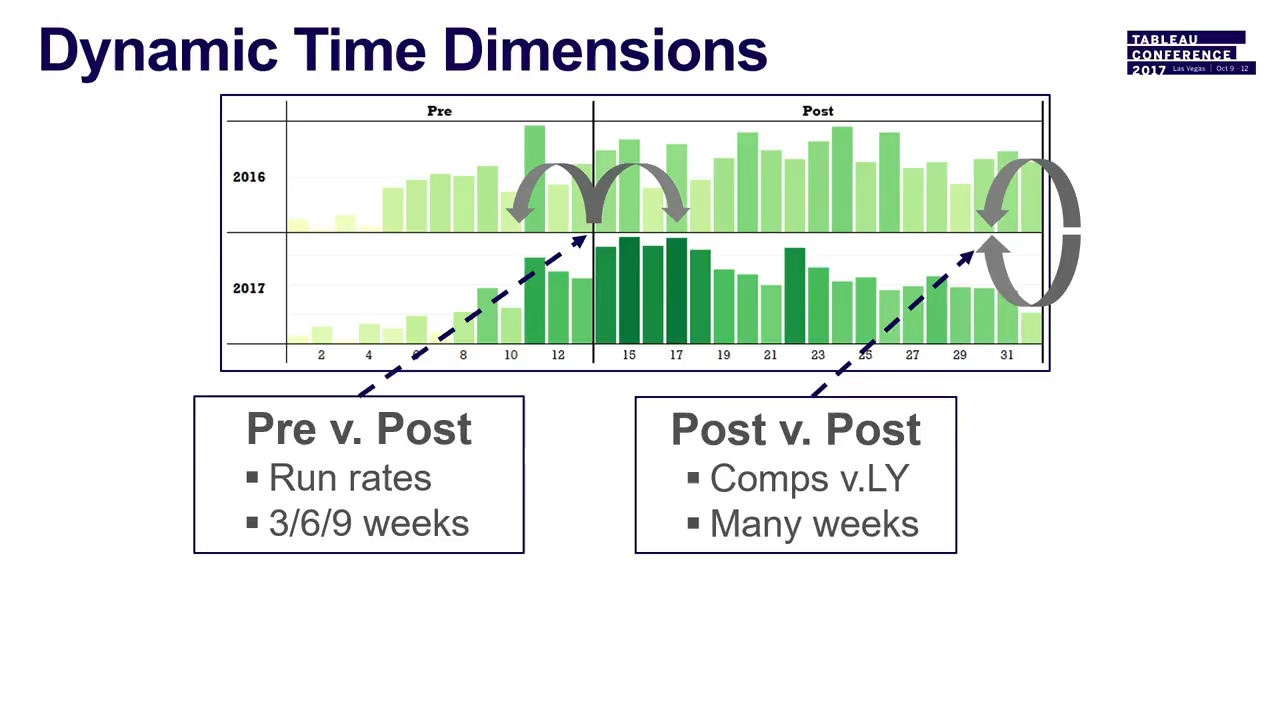 Dynamic Time Dimensions
TABLEAU
CONFERENCE
2017 Las Vegas | Oct 9 - 12
Pre Post
2016
2017
2 4 6 8 10 12 15 17 19 21 23 25 27 29 31
Pre v. Post
▪ Run rates
▪ 3/6/9 weeks
Post v. Post
▪ Comps v.LY
▪ Many weeks